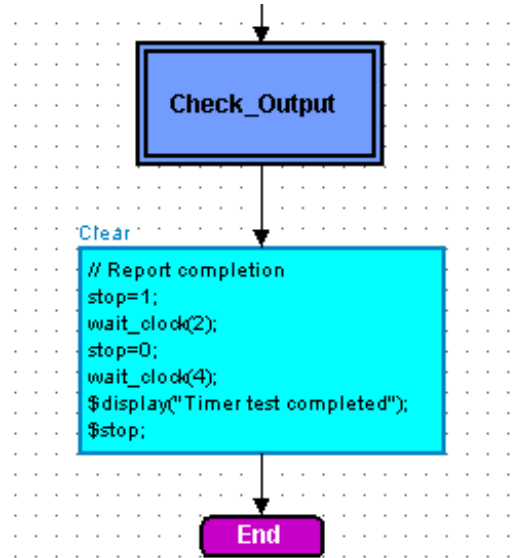 Check_Output
Clear
// Report completion
stop=1;
wait_clock(2);
stop=0;
wait_clock(4);
$display("Timer test completed");
$stop;
End